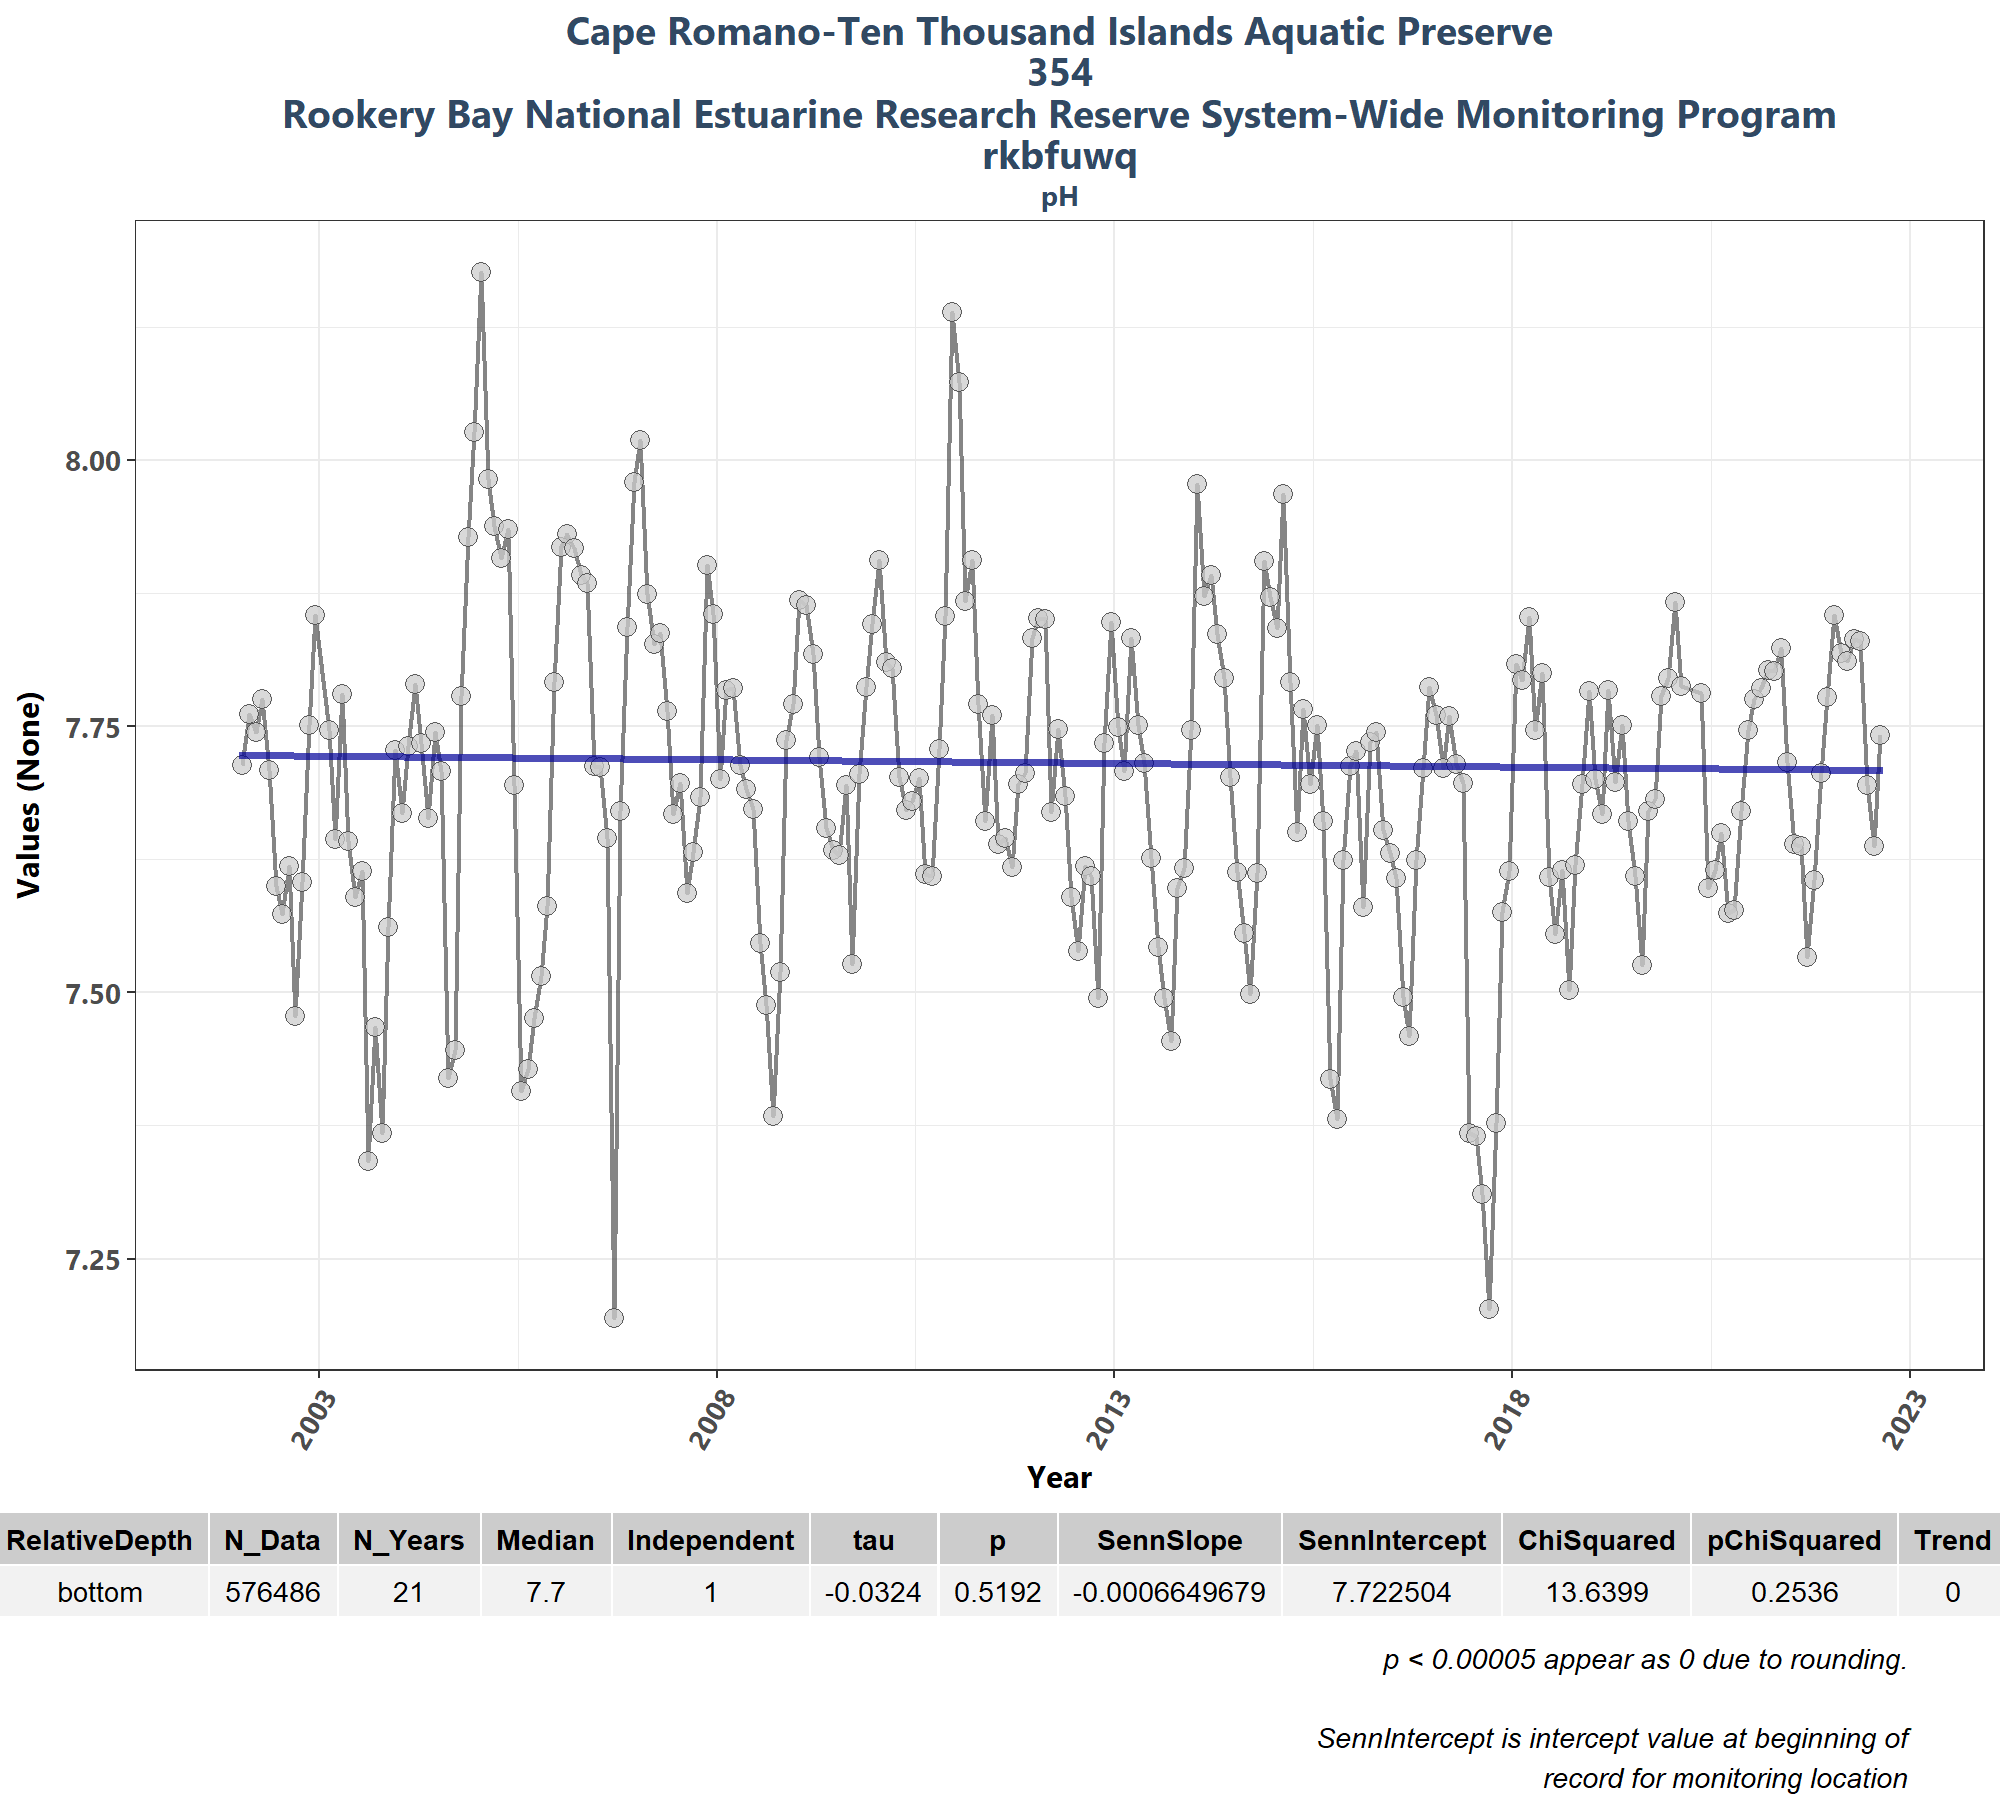 Cape Romano-Ten Thousand Islands Aquatic Preserve
354
Rookery Bay National Estuarine Research Reserve System-Wide Monitoring Program
rkbfuwq
pH
Values (None)
8.00
7.75
7.50
7.25
2003 2008 2013 2018 2023
Year
RelativeDepth N_Data N_Years Median Independent tau p SennSlope SennIntercept ChiSquared pChiSquared Trend
bottom 576486 21 7.7 1 -0.0324 0.5192 -0.0006649679 7.722504 13.6399 0.2536 0
p < 0.00005 appear as 0 due to rounding.
SennIntercept is intercept value at beginning of
record for monitoring location